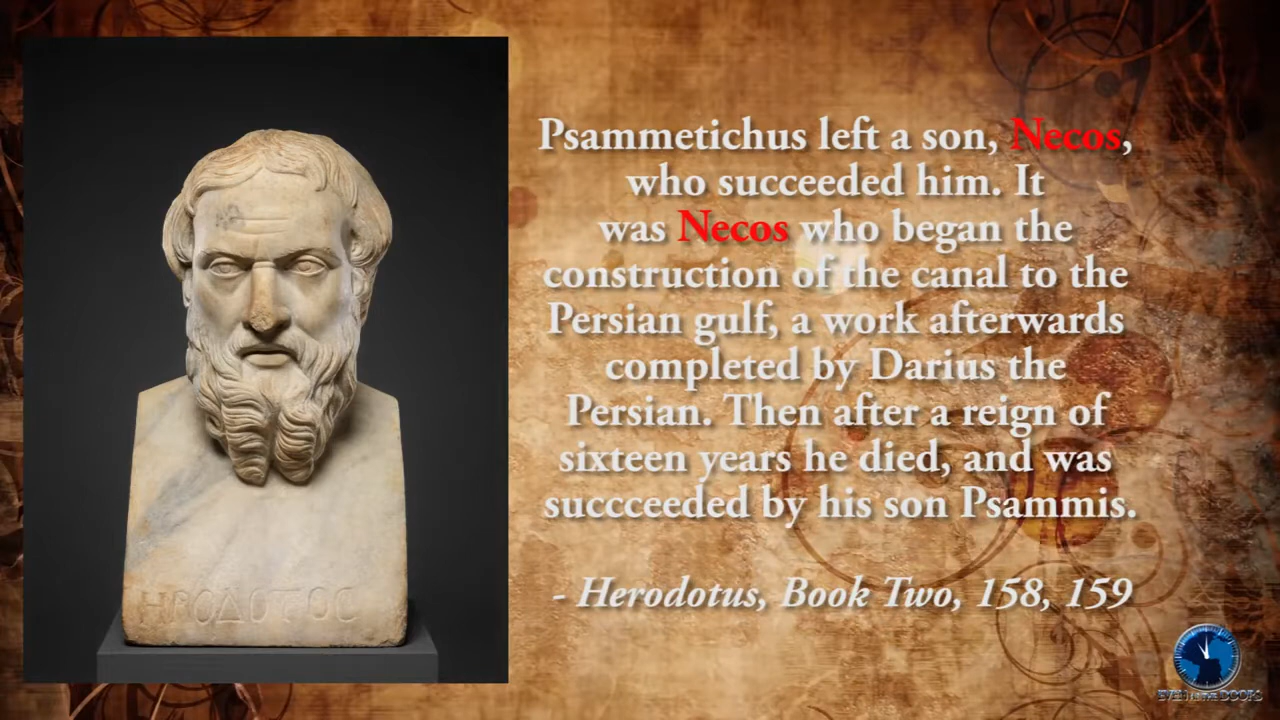 Psammetichus left a son, Necos,
who succeeded him. It
was Necos who began the
construction of the canal to the
Persian gulf, a work afterwards
completed by Darius the
Persian. Then after a reign of
sixteen years he died, and was
succceeded by his son Psammis.
- Herodotus, Book Two, 158, 159
ΗΡΟΔΟΤΟΣ